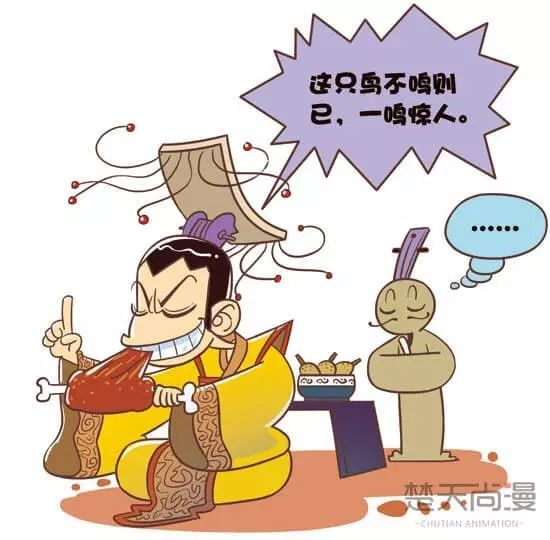 这只鸟不鸣则
已，一鸣惊人。
……
楚天尚漫
-CHUTIAN ANIMATION-